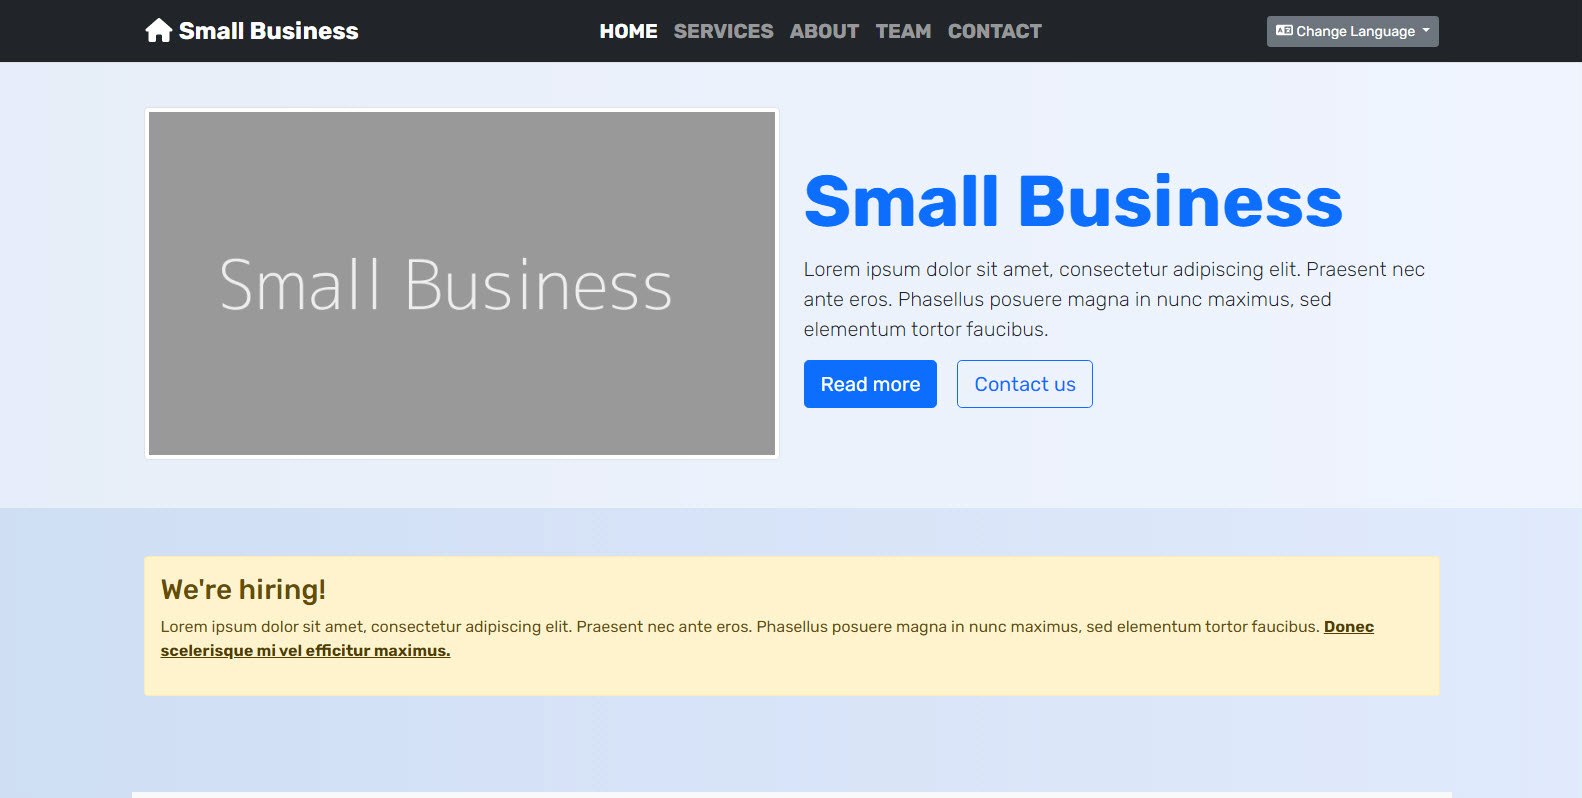 Small Business
HOME SERVICES ABOUT TEAM CONTACT
Change Language
Small Business
Small Business
Lorem ipsum dolor sit amet, consectetur adipiscing elit. Praesent nec
ante eros. Phasellus posuere magna in nunc maximus, sed
elementum tortor faucibus.
Read more
Contact us
We're hiring!
Lorem ipsum dolor sit amet, consectetur adipiscing elit. Praesent nec ante eros. Phasellus posuere magna in nunc maximus, sed elementum tortor faucibus. Donec
scelerisque mi vel efficitur maximus.